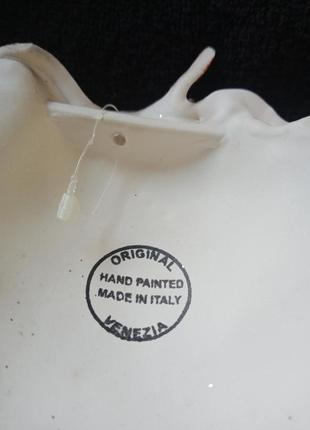 ORIGINAL
HAND PAINTED
MADE IN ITALY
VENEZIA